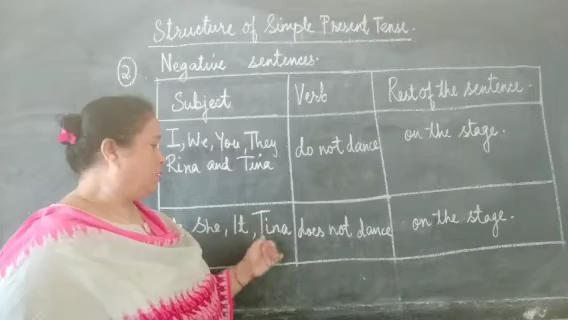 Structure of Simple Present Tense.
② Negative sentences.
Subject Verb Rest of the sentence.
I, We, You, They do not dance on the stage.
Rina and Tina
She, It, Tina does not dance on the stage.